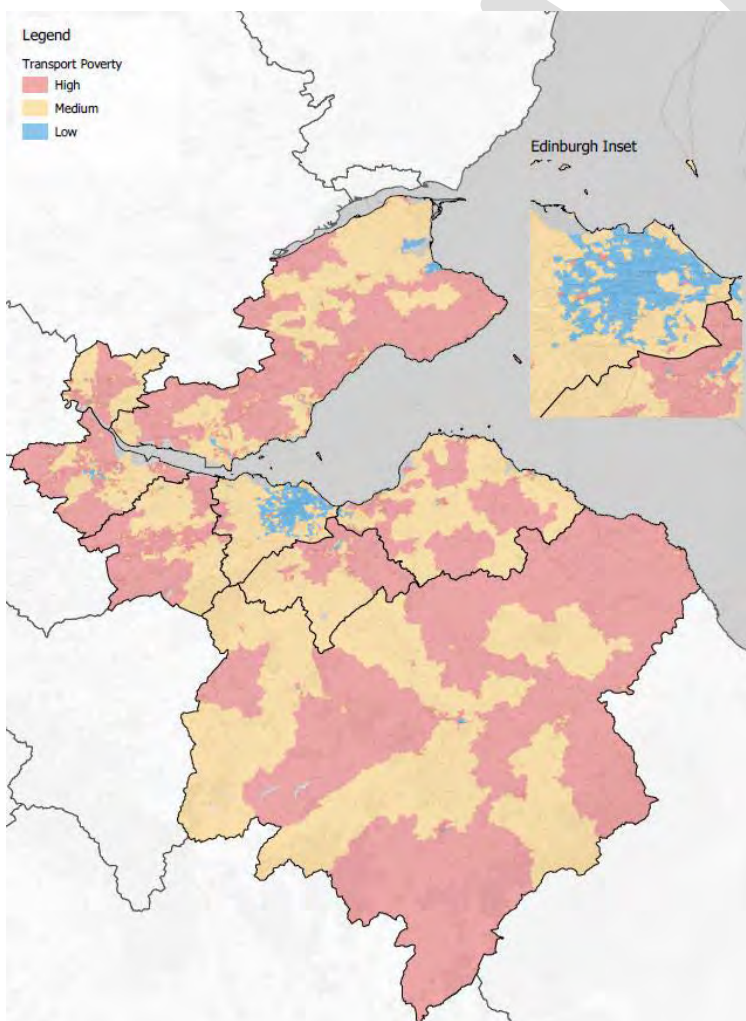 Legend
Transport Poverty
High
Medium
Low
Edinburgh Inset